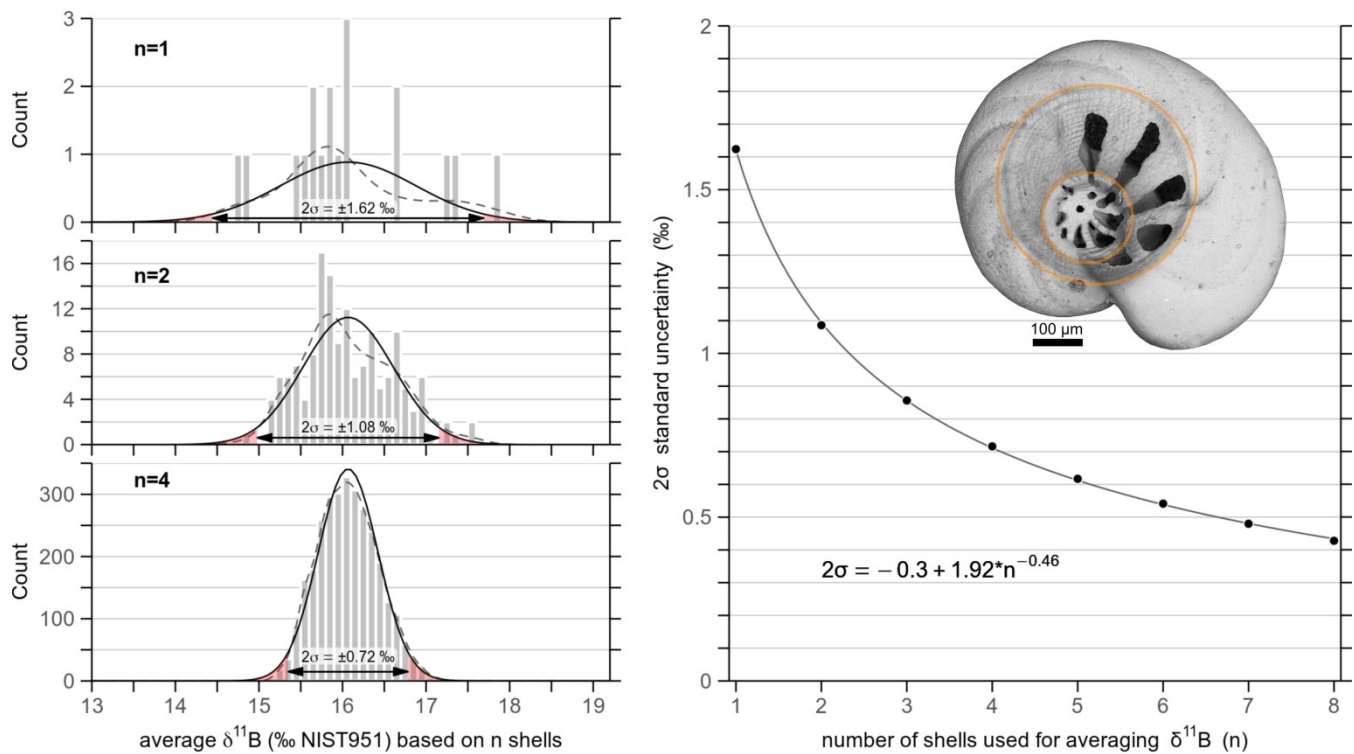 n=1
Count
3
2
1
0
2σ = ±1.62 ‰
n=2
Count
16
12
8
4
0
2σ = ±1.08 ‰
n=4
Count
300
200
100
0
2σ = ±0.72 ‰
13 14 15 16 17 18 19
average δ¹¹B (‰ NIST951) based on n shells
2σ standard uncertainty (‰)
2
1.5
1
0.5
0
100 µm
2σ = − 0.3 + 1.92*n⁻⁰·⁴⁶
1 2 3 4 5 6 7 8
number of shells used for averaging δ¹¹B (n)